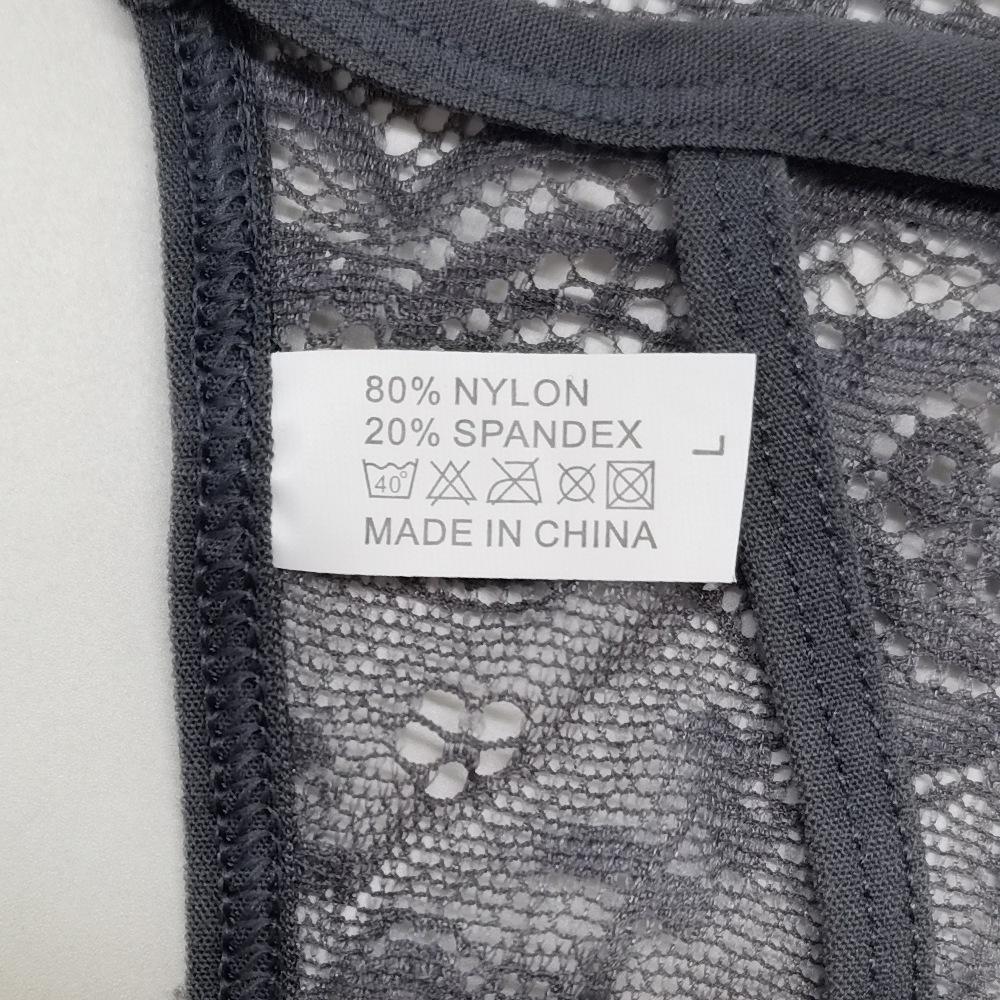 80% NYLON
20% SPANDEX
L
40°
MADE IN CHINA